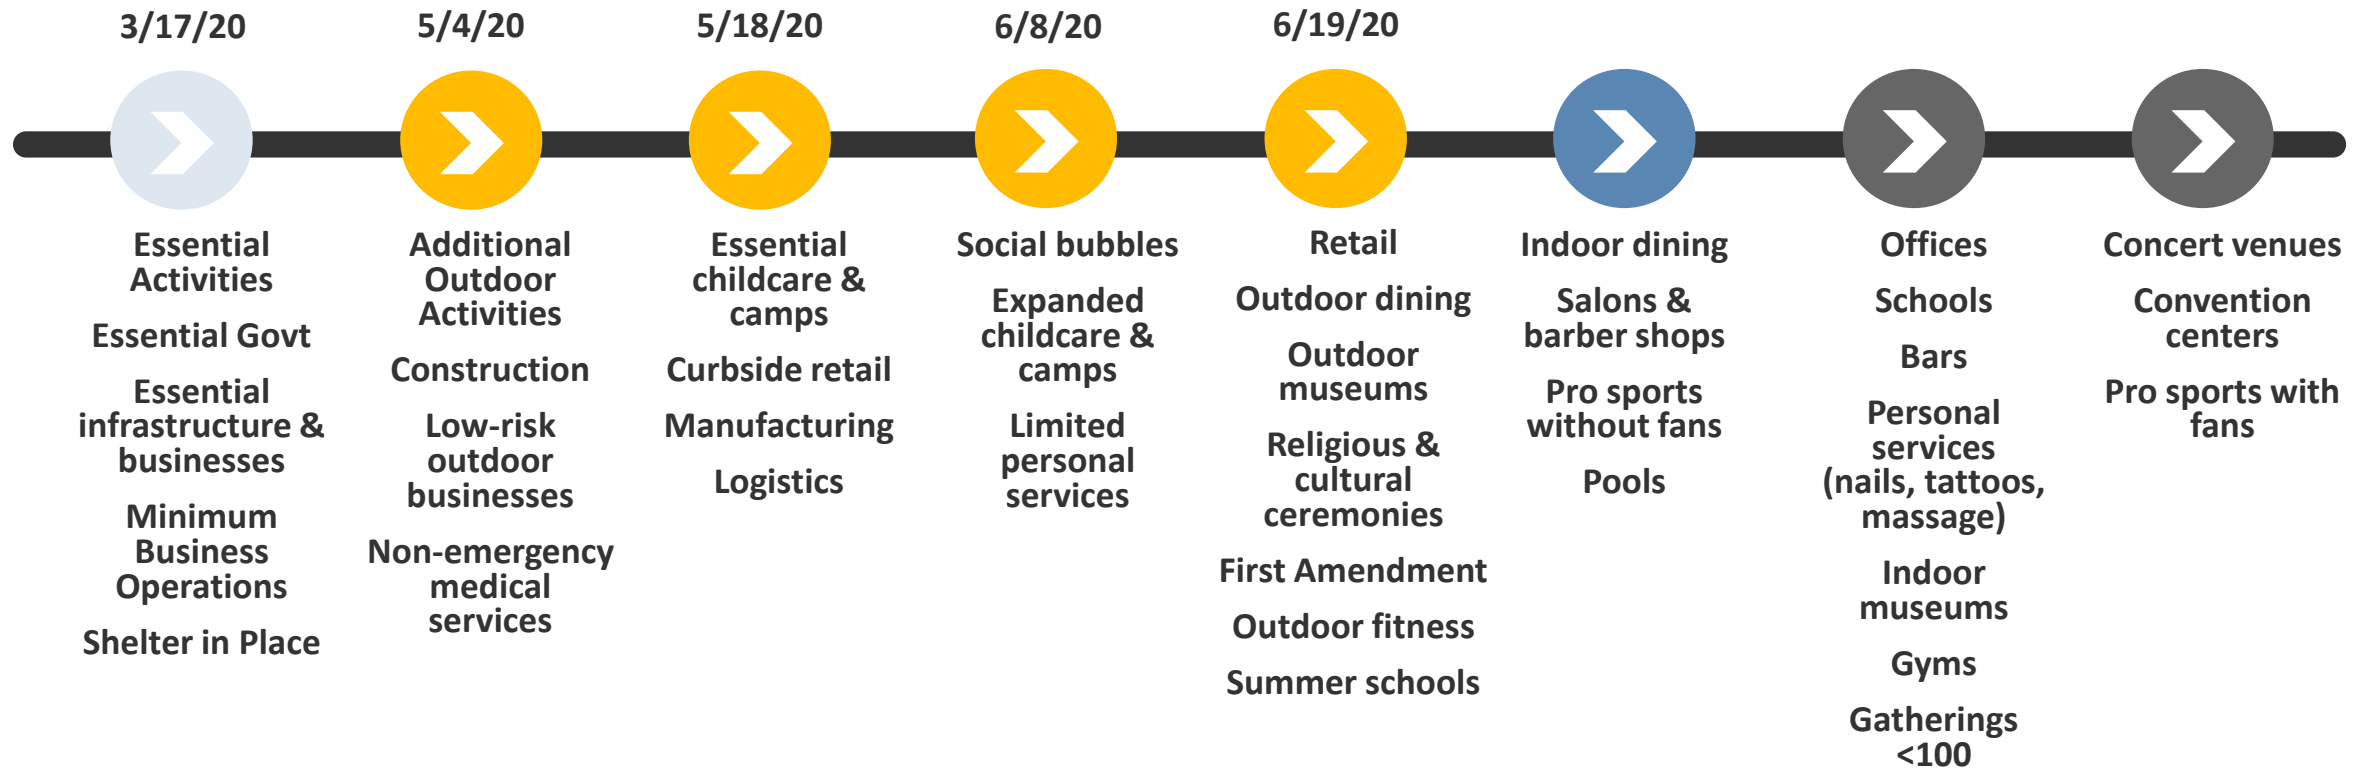 3/17/20
Essential
Activities
Essential Govt
Essential
infrastructure &
businesses
Minimum
Business
Operations
Shelter in Place
5/4/20
Additional
Outdoor
Activities
Construction
Low-risk
outdoor
businesses
Non-emergency
medical
services
5/18/20
Essential
childcare &
camps
Curbside retail
Manufacturing
Logistics
6/8/20
Social bubbles
Expanded
childcare &
camps
Limited
personal
services
6/19/20
Retail
Outdoor dining
Outdoor
museums
Religious &
cultural
ceremonies
First Amendment
Outdoor fitness
Summer schools
Indoor dining
Salons &
barber shops
Pro sports
without fans
Pools
Offices
Schools
Bars
Personal
services
(nails, tattoos,
massage)
Indoor
museums
Gyms
Gatherings
<100
Concert venues
Convention
centers
Pro sports with
fans